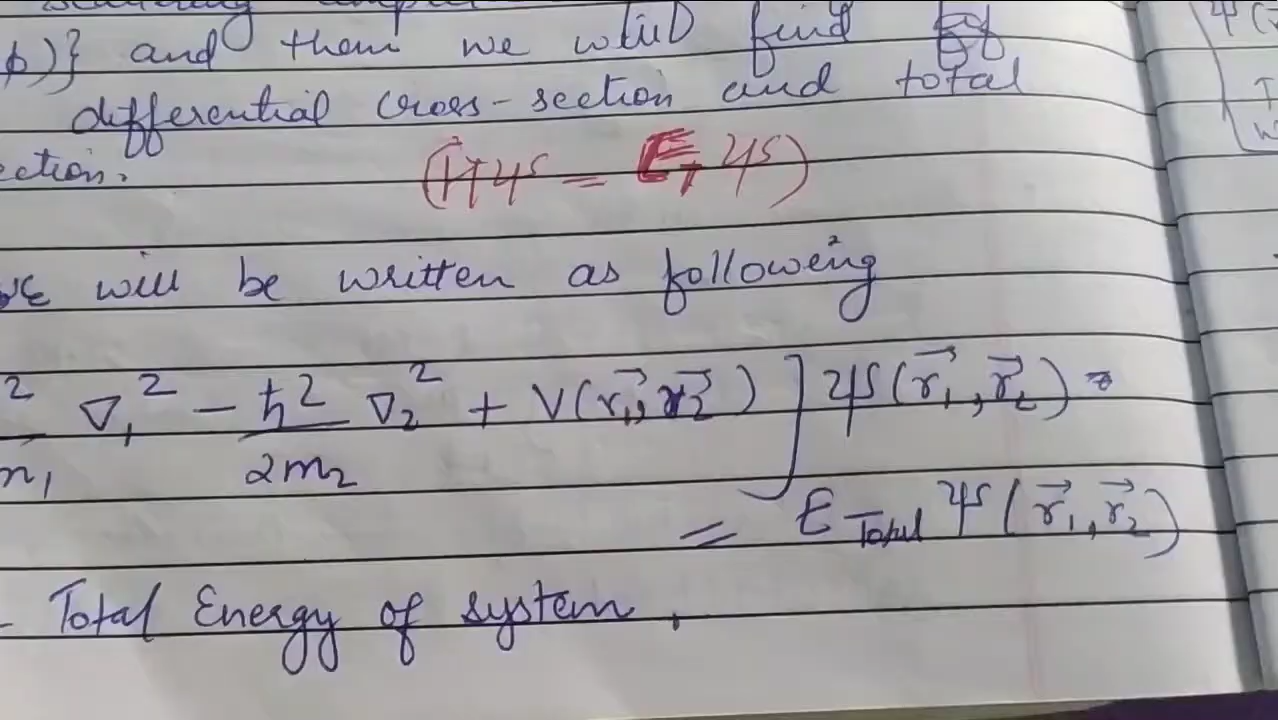 φ)} and then we will find
differential cross-section and total
ection.
(Hψ = E_T ψ)
will be written as following
² ∇₁² - ħ²/2m₂ ∇₂² + V(r⃗₁, r⃗₂) ] ψ(r⃗₁, r⃗₂) =
= E_Total ψ(r⃗₁, r⃗₂)
- Total Energy of system.